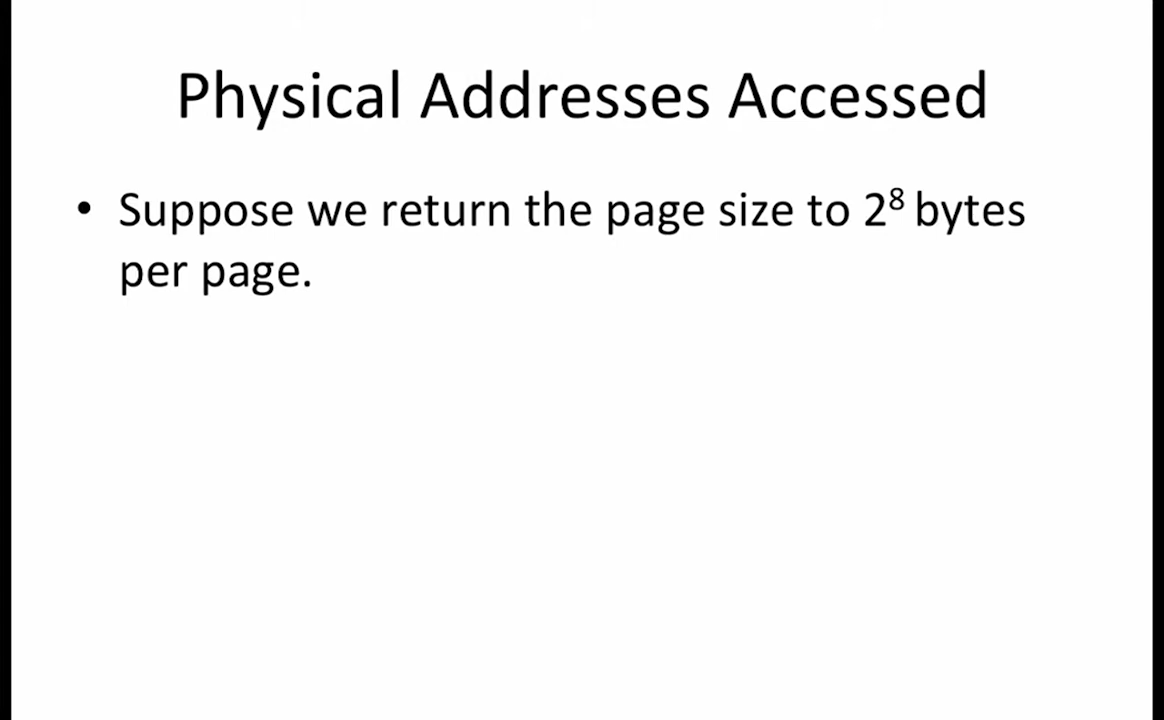 Physical Addresses Accessed
• Suppose we return the page size to 2⁸ bytes
per page.